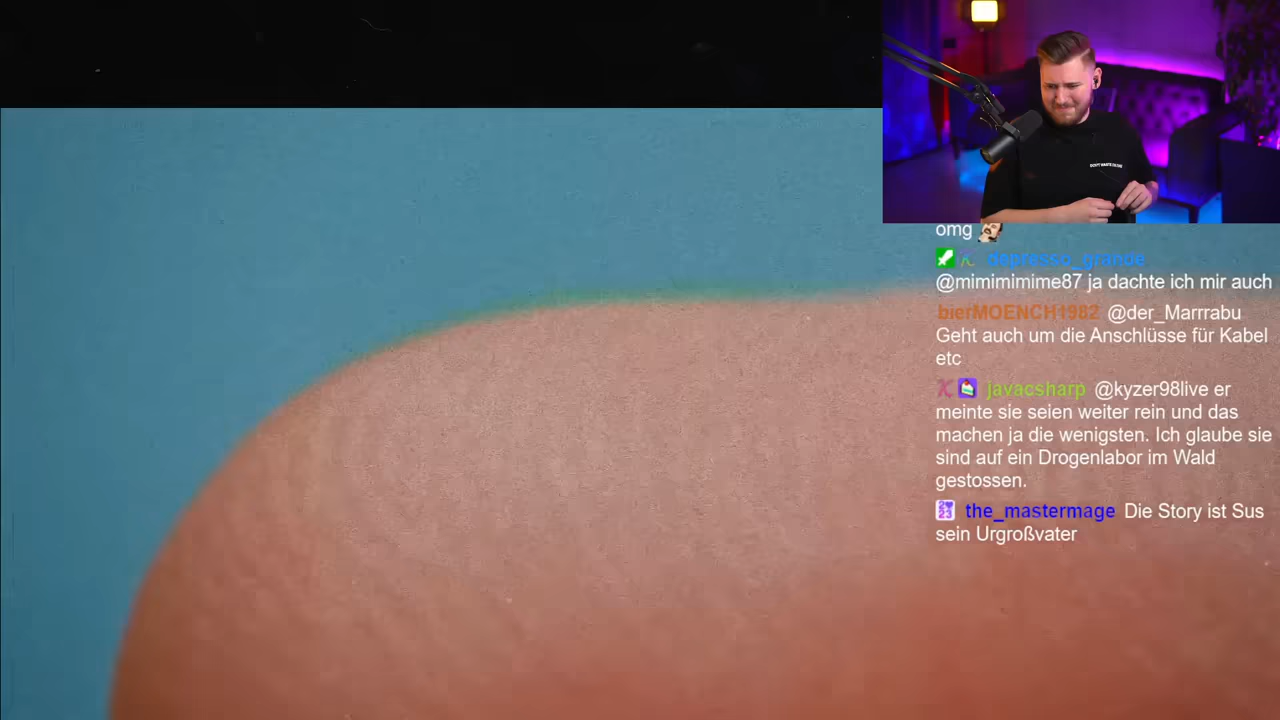 omg
depresso_grande
@mimimimime87 ja dachte ich mir auch
bierMOENCH1982 @der_Marrrabu
Geht auch um die Anschlüsse für Kabel
etc
javacsharp @kyzer98live er
meinte sie seien weiter rein und das
machen ja die wenigsten. Ich glaube sie
sind auf ein Drogenlabor im Wald
gestossen.
the_mastermage Die Story ist Sus
sein Urgroßvater